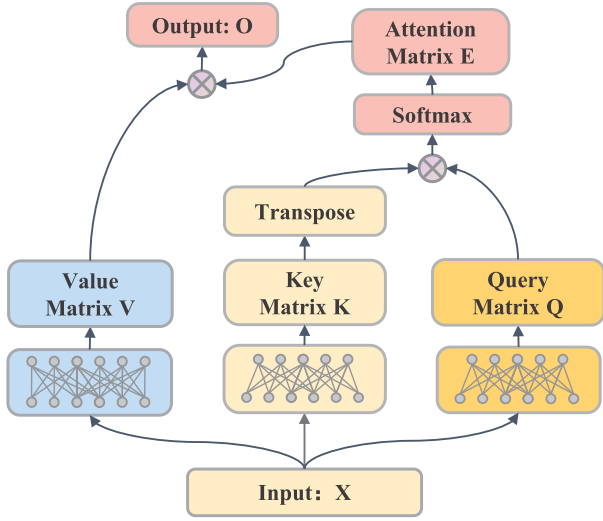 Output: O
Attention
Matrix E
Softmax
Transpose
Value
Matrix V
Key
Matrix K
Query
Matrix Q
Input：X